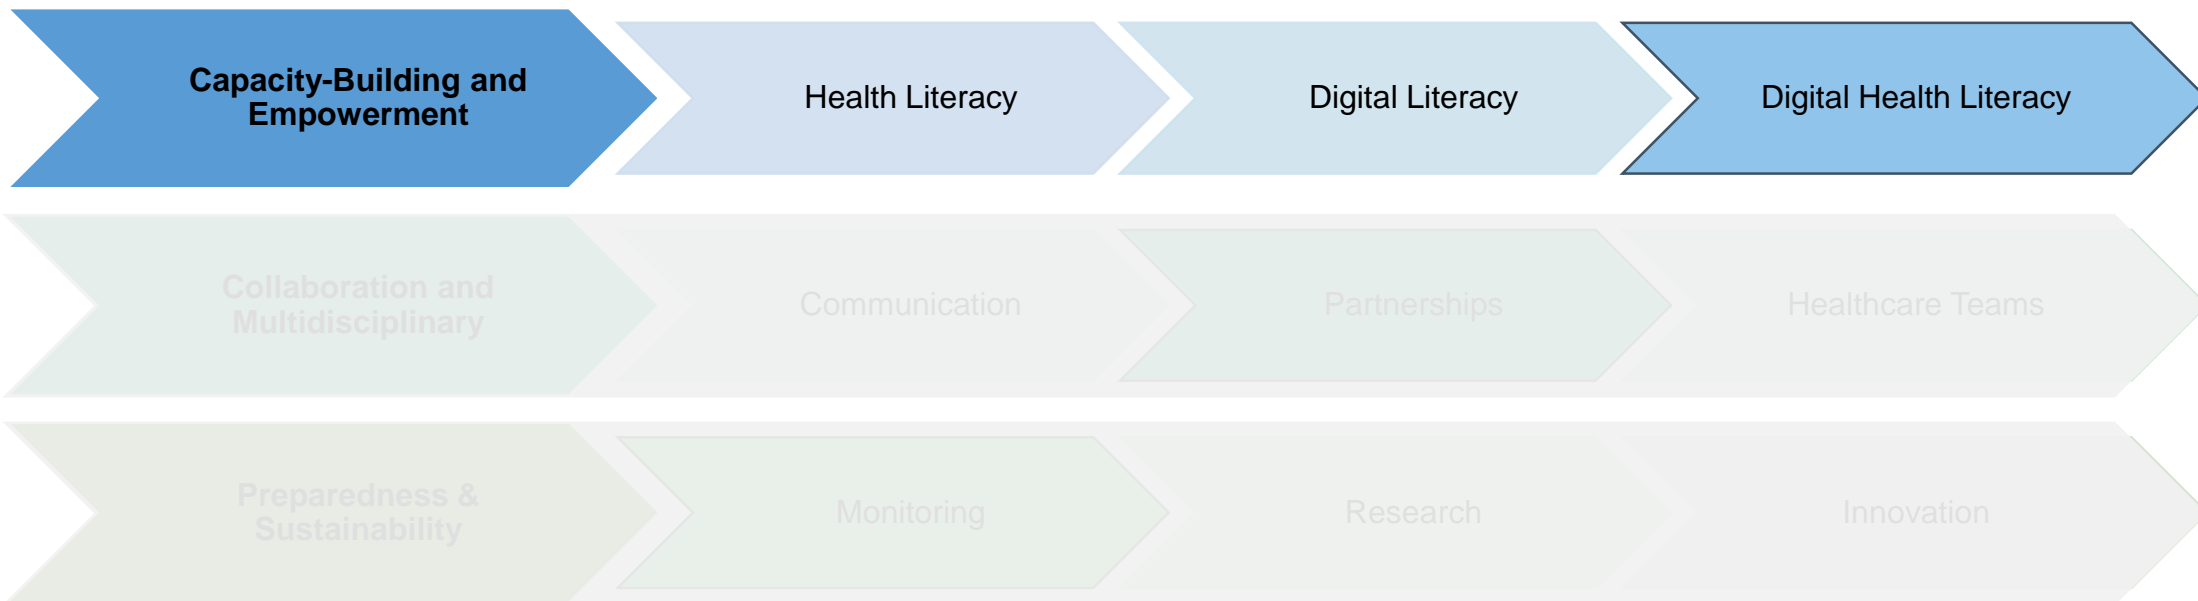 Capacity-Building and
Empowerment
Health Literacy
Digital Literacy
Digital Health Literacy
Collaboration and
Multidisciplinary
Communication
Partnerships
Healthcare Teams
Preparedness &
Sustainability
Monitoring
Research
Innovation